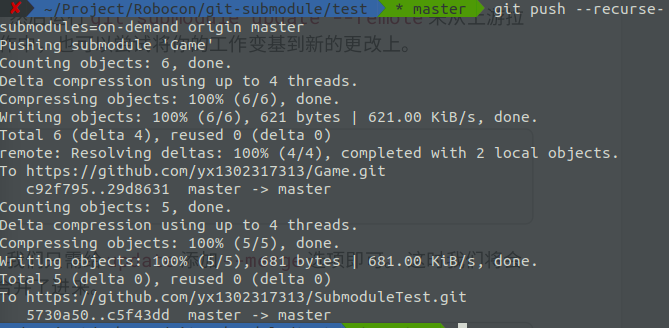 ✘ ~/Project/Robocon/git-submodule/test * master git push --recurse-
submodules=on-demand origin master
Pushing submodule 'Game'
Counting objects: 6, done.
Delta compression using up to 4 threads.
Compressing objects: 100% (6/6), done.
Writing objects: 100% (6/6), 621 bytes | 621.00 KiB/s, done.
Total 6 (delta 4), reused 0 (delta 0)
remote: Resolving deltas: 100% (4/4), completed with 2 local objects.
To https://github.com/yx1302317313/Game.git
c92f795..29d8631 master -> master
Counting objects: 5, done.
Delta compression using up to 4 threads.
Compressing objects: 100% (5/5), done.
Writing objects: 100% (5/5), 681 bytes | 681.00 KiB/s, done.
Total 5 (delta 0), reused 0 (delta 0)
To https://github.com/yx1302317313/SubmoduleTest.git
5730a50..c5f43dd master -> master